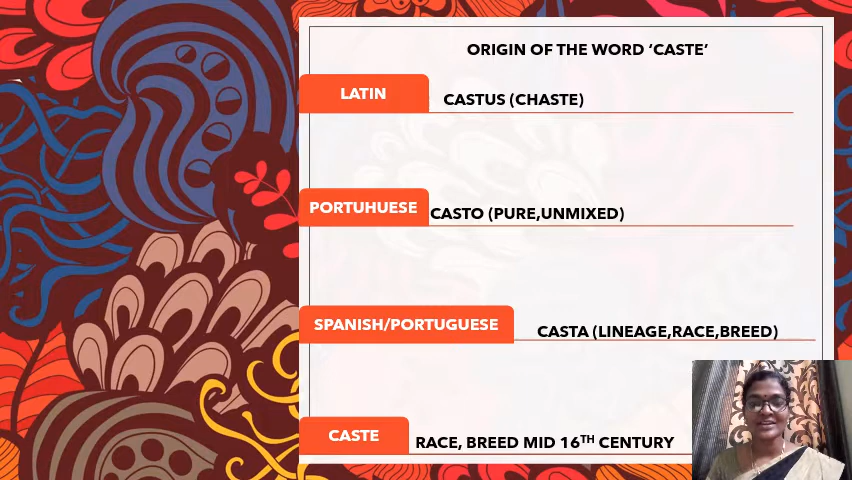 ORIGIN OF THE WORD ‘CASTE’
LATIN
CASTUS (CHASTE)
PORTUHUESE
CASTO (PURE,UNMIXED)
SPANISH/PORTUGUESE
CASTA (LINEAGE,RACE,BREED)
CASTE
RACE, BREED MID 16TH CENTURY